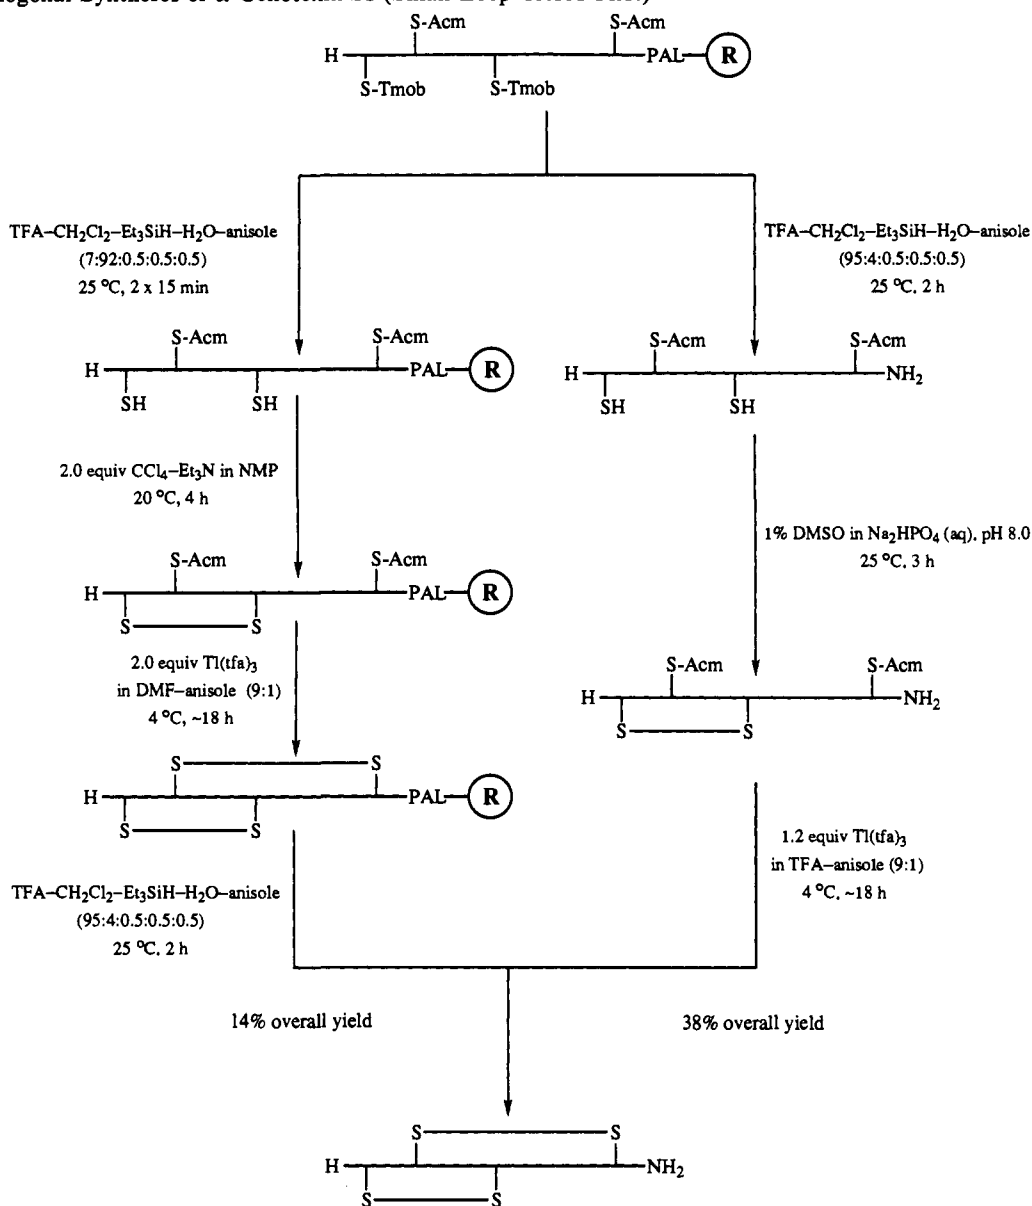 S-Acm S-Acm
H PAL R
S-Tmob S-Tmob
TFA–CH₂Cl₂–Et₃SiH–H₂O–anisole
(7:92:0.5:0.5:0.5)
25 °C, 2 x 15 min
TFA–CH₂Cl₂–Et₃SiH–H₂O–anisole
(95:4:0.5:0.5:0.5)
25 °C, 2 h
S-Acm S-Acm
H PAL R
SH SH
S-Acm S-Acm
H NH₂
SH SH
2.0 equiv CCl₄–Et₃N in NMP
20 °C, 4 h
1% DMSO in Na₂HPO₄ (aq), pH 8.0
25 °C, 3 h
S-Acm S-Acm
H PAL R
S S
2.0 equiv Tl(tfa)₃
in DMF–anisole (9:1)
4 °C, ~18 h
S-Acm S-Acm
H NH₂
S S
S S
H PAL R
S S
1.2 equiv Tl(tfa)₃
in TFA–anisole (9:1)
4 °C, ~18 h
TFA–CH₂Cl₂–Et₃SiH–H₂O–anisole
(95:4:0.5:0.5:0.5)
25 °C, 2 h
14% overall yield
38% overall yield
S S
H NH₂
S S